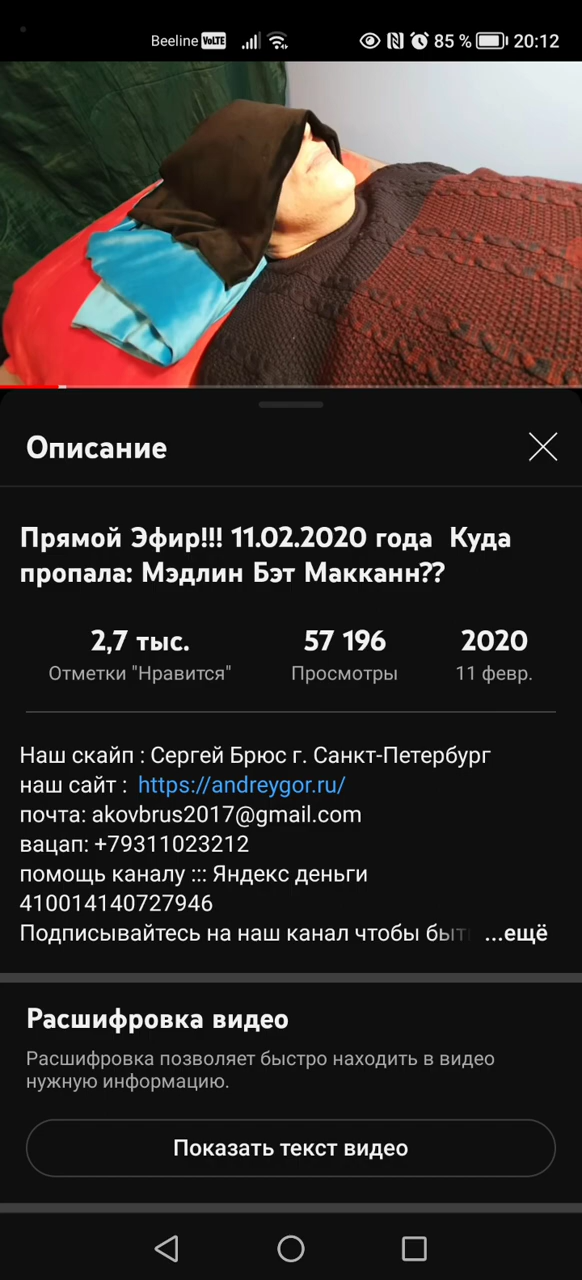 Beeline VoLTE 85 % 20:12
Описание
Прямой Эфир!!! 11.02.2020 года Куда
пропала: Мэдлин Бэт Макканн??
2,7 тыс. 57 196 2020
Отметки "Нравится" Просмотры 11 февр.
Наш скайп : Сергей Брюс г. Санкт-Петербург
наш сайт : https://andreygor.ru/
почта: akovbrus2017@gmail.com
вацап: +79311023212
помощь каналу ::: Яндекс деньги
410014140727946
Подписывайтесь на наш канал чтобы быт ...ещё
Расшифровка видео
Расшифровка позволяет быстро находить в видео
нужную информацию.
Показать текст видео